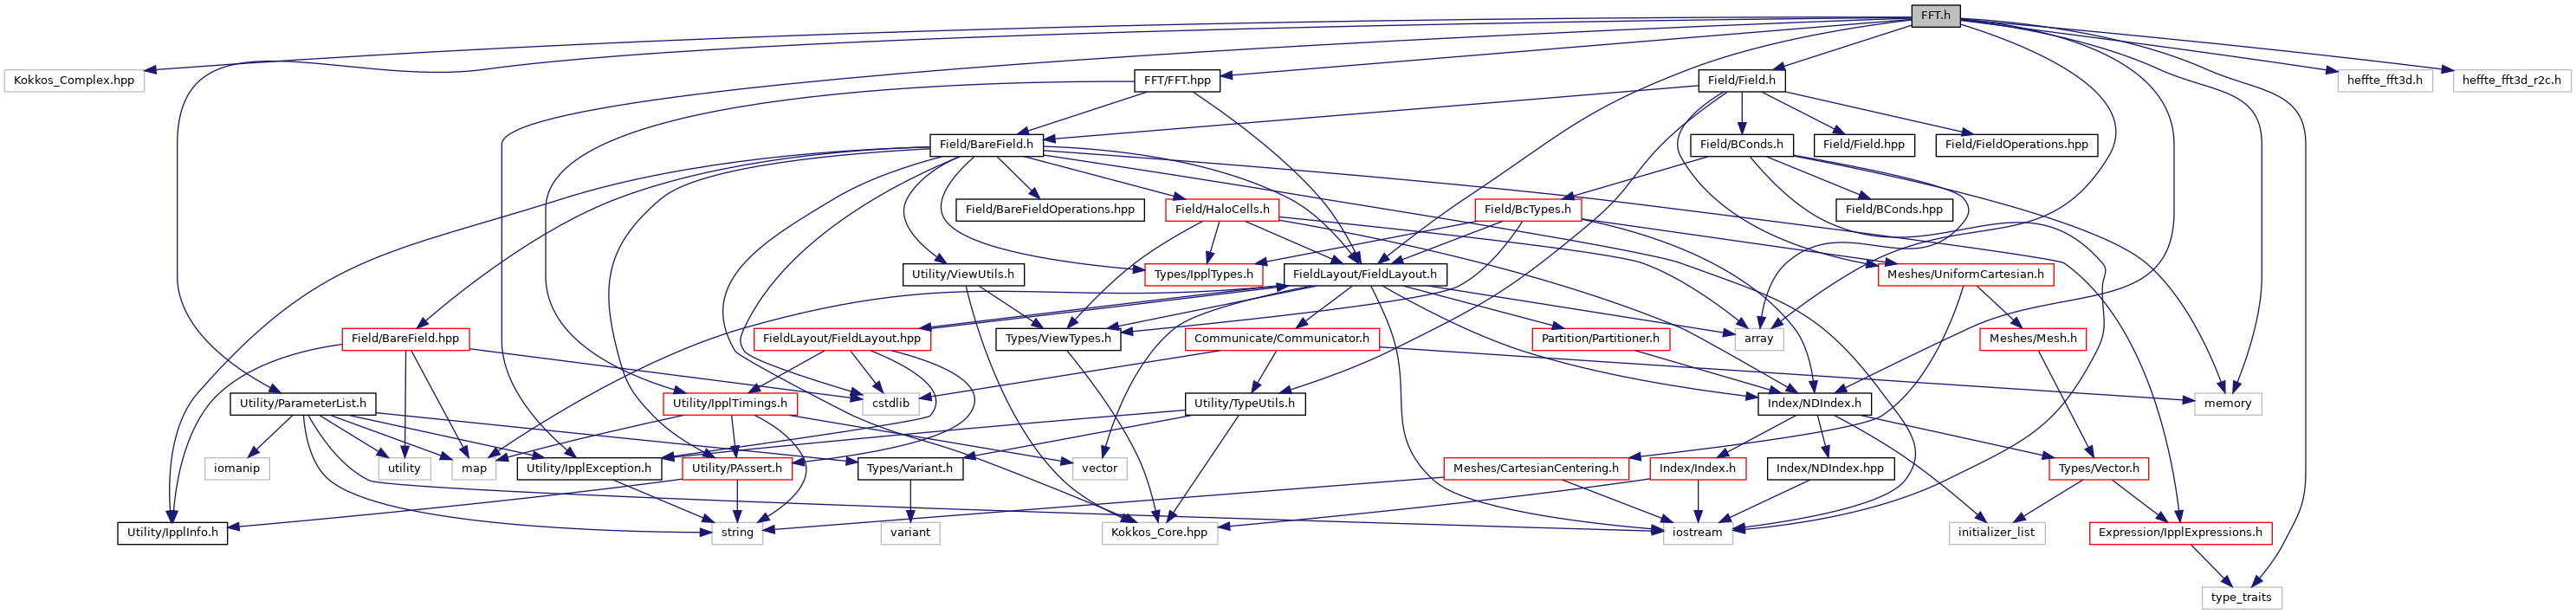 FFT.h
Kokkos_Complex.hpp
FFT/FFT.hpp
Field/Field.h
heffte_fft3d.h
heffte_fft3d_r2c.h
Field/BareField.h
Field/BConds.h
Field/Field.hpp
Field/FieldOperations.hpp
Field/BareFieldOperations.hpp
Field/HaloCells.h
Field/BcTypes.h
Field/BConds.hpp
Utility/ViewUtils.h
Types/IpplTypes.h
FieldLayout/FieldLayout.h
Meshes/UniformCartesian.h
Field/BareField.hpp
FieldLayout/FieldLayout.hpp
Types/ViewTypes.h
Communicate/Communicator.h
Partition/Partitioner.h
array
Meshes/Mesh.h
Utility/ParameterList.h
Utility/IpplTimings.h
cstdlib
Utility/TypeUtils.h
Index/NDIndex.h
memory
iomanip
utility
map
Utility/IpplException.h
Utility/PAssert.h
Types/Variant.h
vector
Meshes/CartesianCentering.h
Index/Index.h
Index/NDIndex.hpp
Types/Vector.h
Utility/IpplInfo.h
string
variant
Kokkos_Core.hpp
iostream
initializer_list
Expression/IpplExpressions.h
type_traits